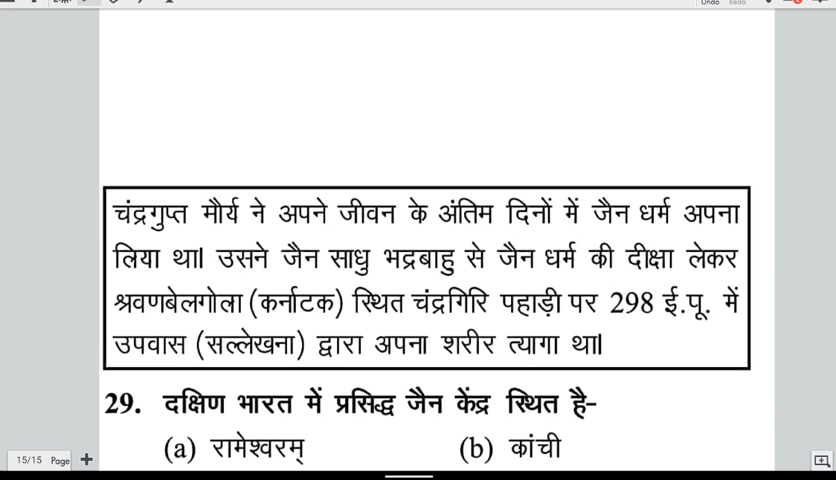 Undo Redo
चंद्रगुप्त मौर्य ने अपने जीवन के अंतिम दिनों में जैन धर्म अपना
लिया था। उसने जैन साधु भद्रबाहु से जैन धर्म की दीक्षा लेकर
श्रवणबेलगोला (कर्नाटक) स्थित चंद्रगिरि पहाड़ी पर 298 ई.पू. में
उपवास (सल्लेखना) द्वारा अपना शरीर त्यागा था।
29. दक्षिण भारत में प्रसिद्ध जैन केंद्र स्थित है-
(a) रामेश्वरम् (b) कांची
15/15 Page